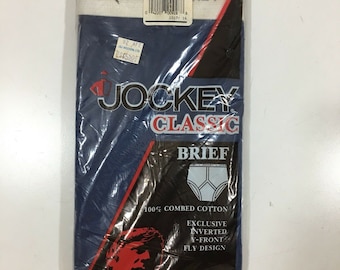 JOCKEY
CLASSIC
BRIEF
100% COMBED COTTON
EXCLUSIVE
INVERTED
Y-FRONT
FLY DESIGN